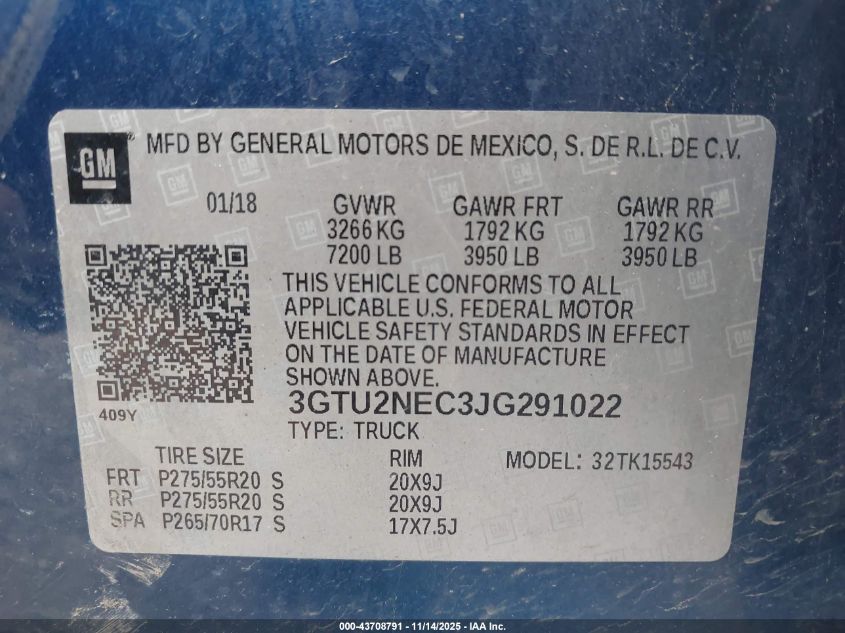 GM MFD BY GENERAL MOTORS DE MEXICO, S. DE R.L. DE C.V.
01/18 GVWR GAWR FRT GAWR RR
3266 KG 1792 KG 1792 KG
7200 LB 3950 LB 3950 LB
THIS VEHICLE CONFORMS TO ALL
APPLICABLE U.S. FEDERAL MOTOR
VEHICLE SAFETY STANDARDS IN EFFECT
ON THE DATE OF MANUFACTURE
SHOWN ABOVE.
409Y 3GTU2NEC3JG291022
TYPE: TRUCK
TIRE SIZE RIM MODEL: 32TK15543
FRT P275/55R20 S 20X9J
RR P275/55R20 S 20X9J
SPA P265/70R17 S 17X7.5J
000-43708791 - 11/14/2025 - IAA Inc.